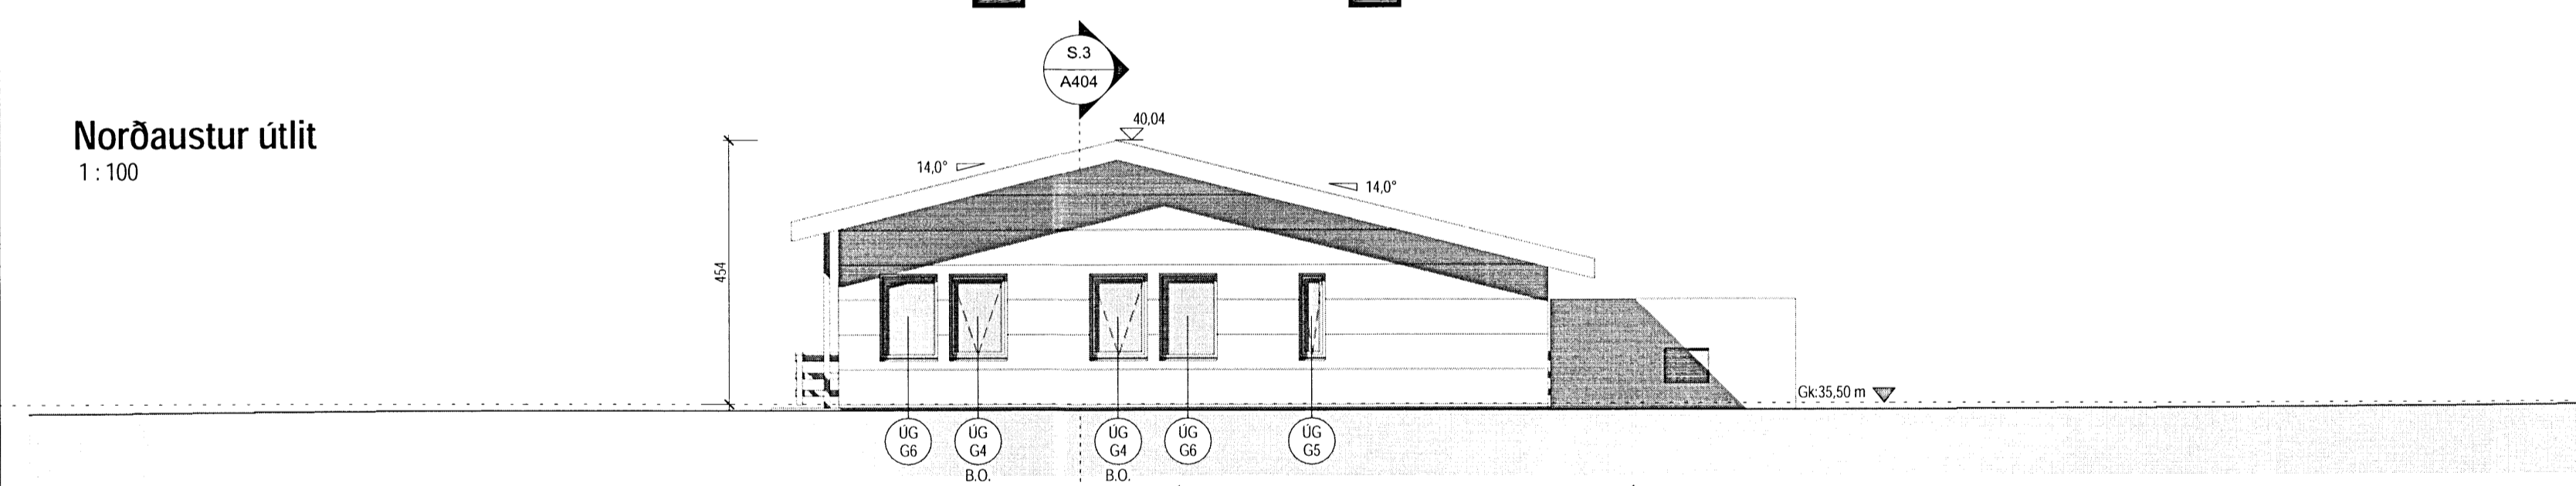 S.3
A404
Norðaustur útlit
1 : 100
40,04
14,0°
14,0°
454
Gk:35,50 m
ÚG
G6
ÚG
G4
B.O.
ÚG
G4
B.O.
ÚG
G6
ÚG
G5